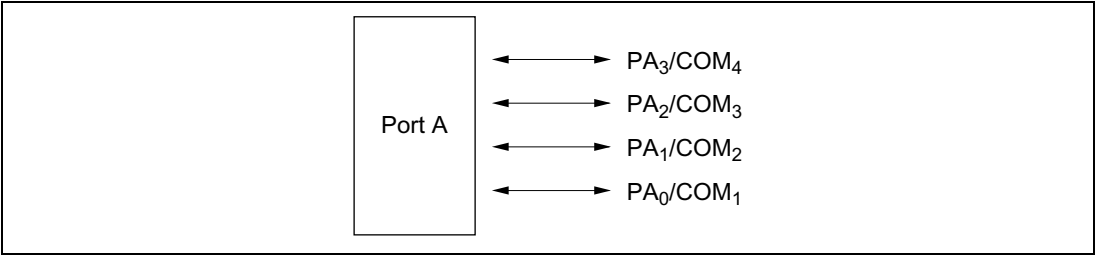 Port A
PA₃/COM₄
PA₂/COM₃
PA₁/COM₂
PA₀/COM₁